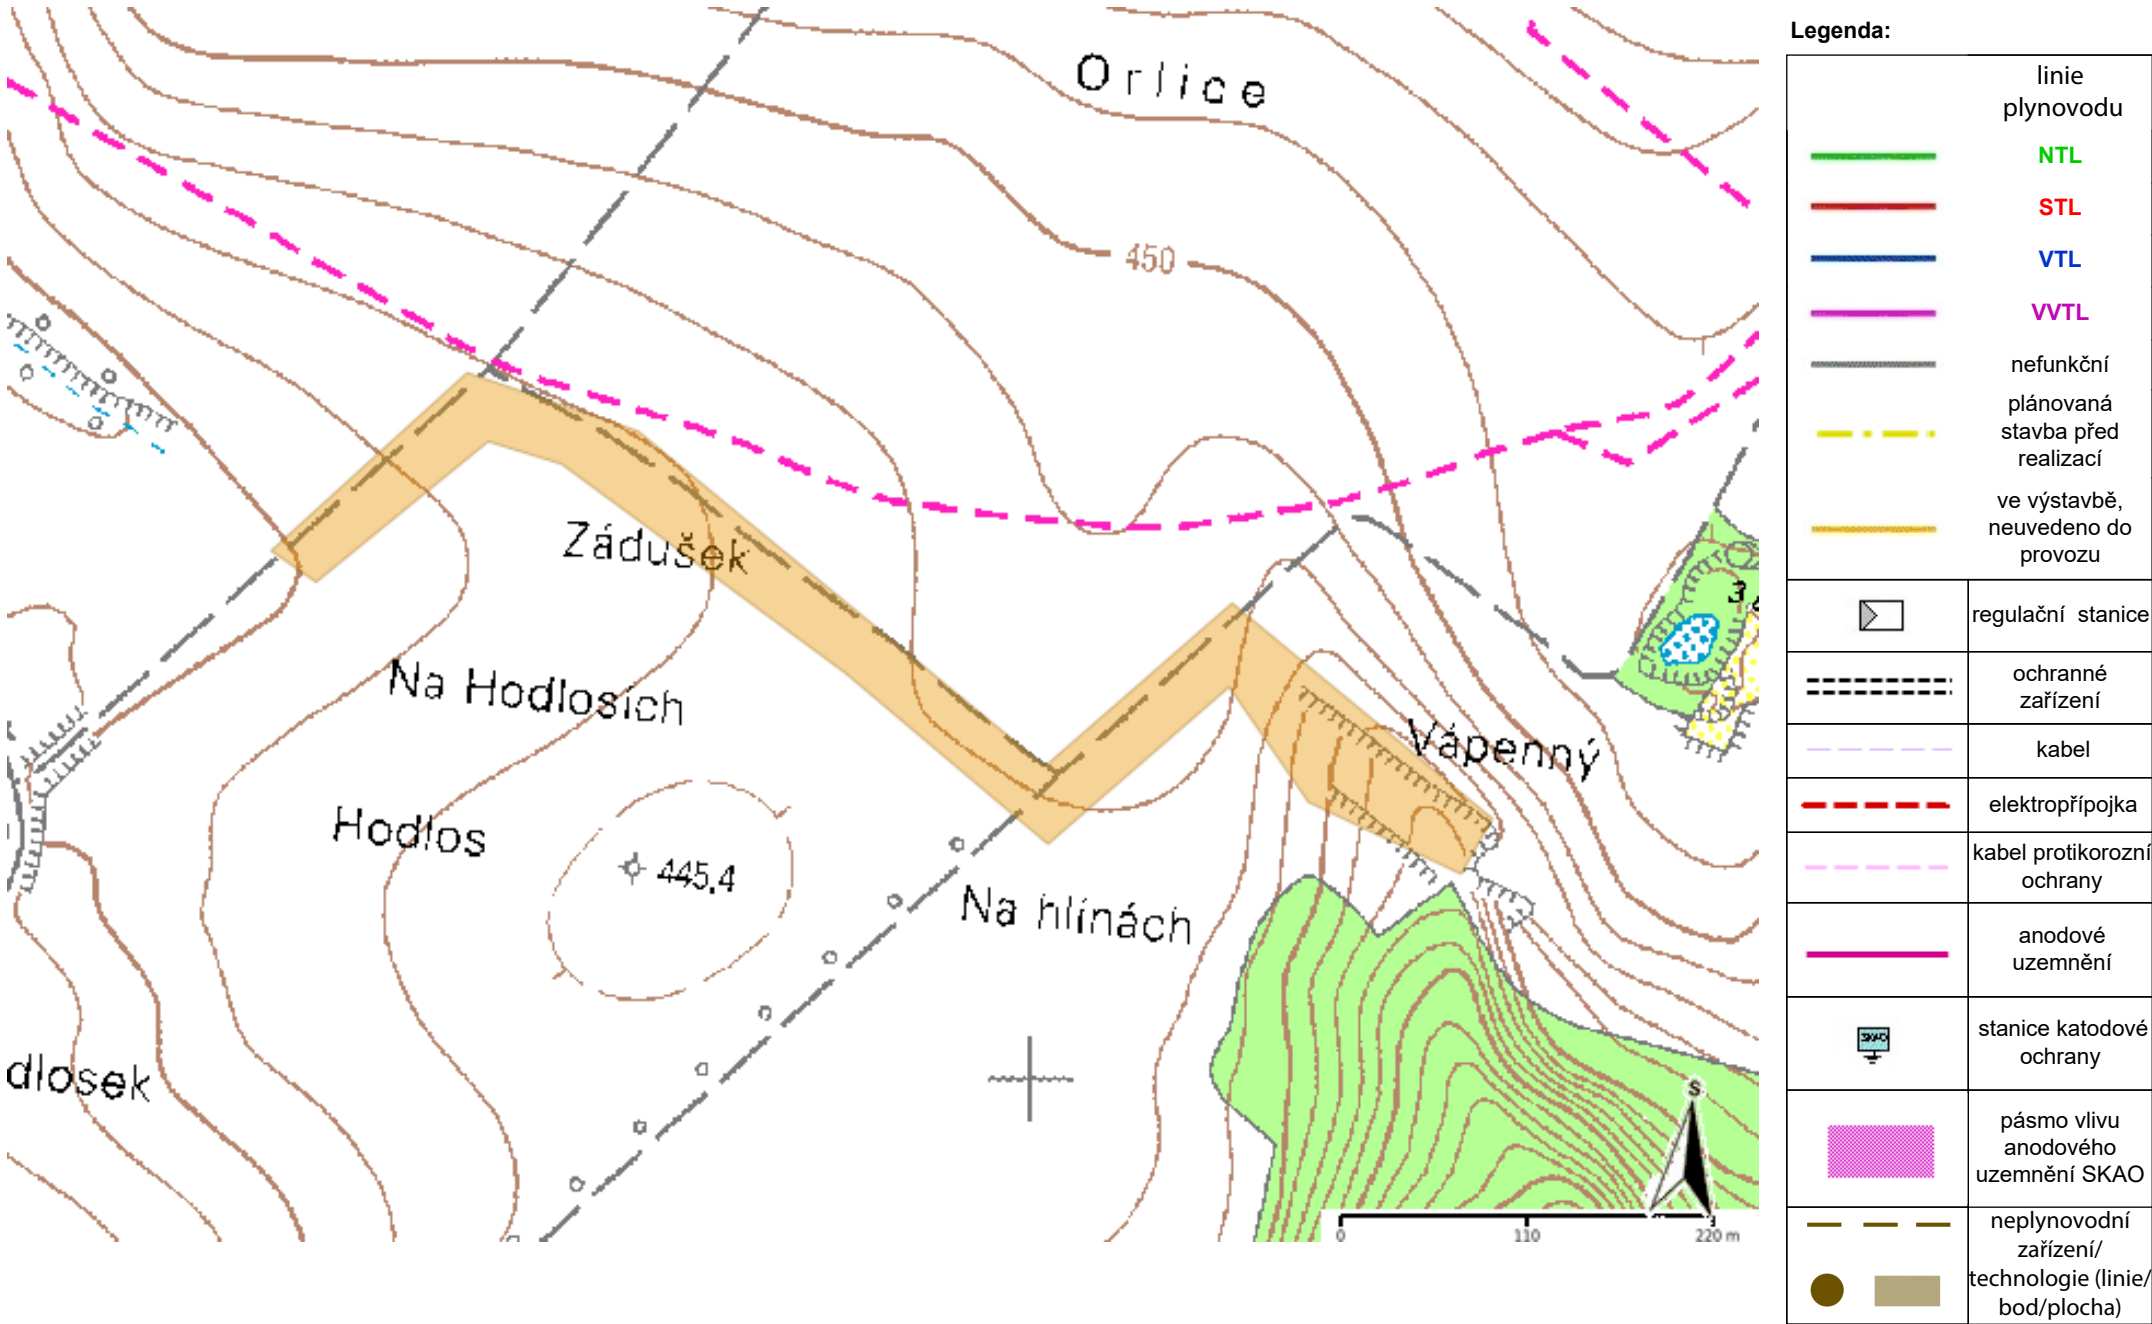 Orlice
450
Zádušek
Na Hodlosích
Vápenný
Hodlos
445.4
Na hlínách
dlosek
S
0 110 220 m
Legenda:
linie
plynovodu
NTL
STL
VTL
VVTL
nefunkční
plánovaná
stavba před
realizací
ve výstavbě,
neuvedeno do
provozu
regulační stanice
ochranné
zařízení
kabel
elektropřípojka
kabel protikorozní
ochrany
anodové
uzemnění
SKAO
stanice katodové
ochrany
pásmo vlivu
anodového
uzemnění SKAO
neplynovodní
zařízení/
technologie (linie/
bod/plocha)